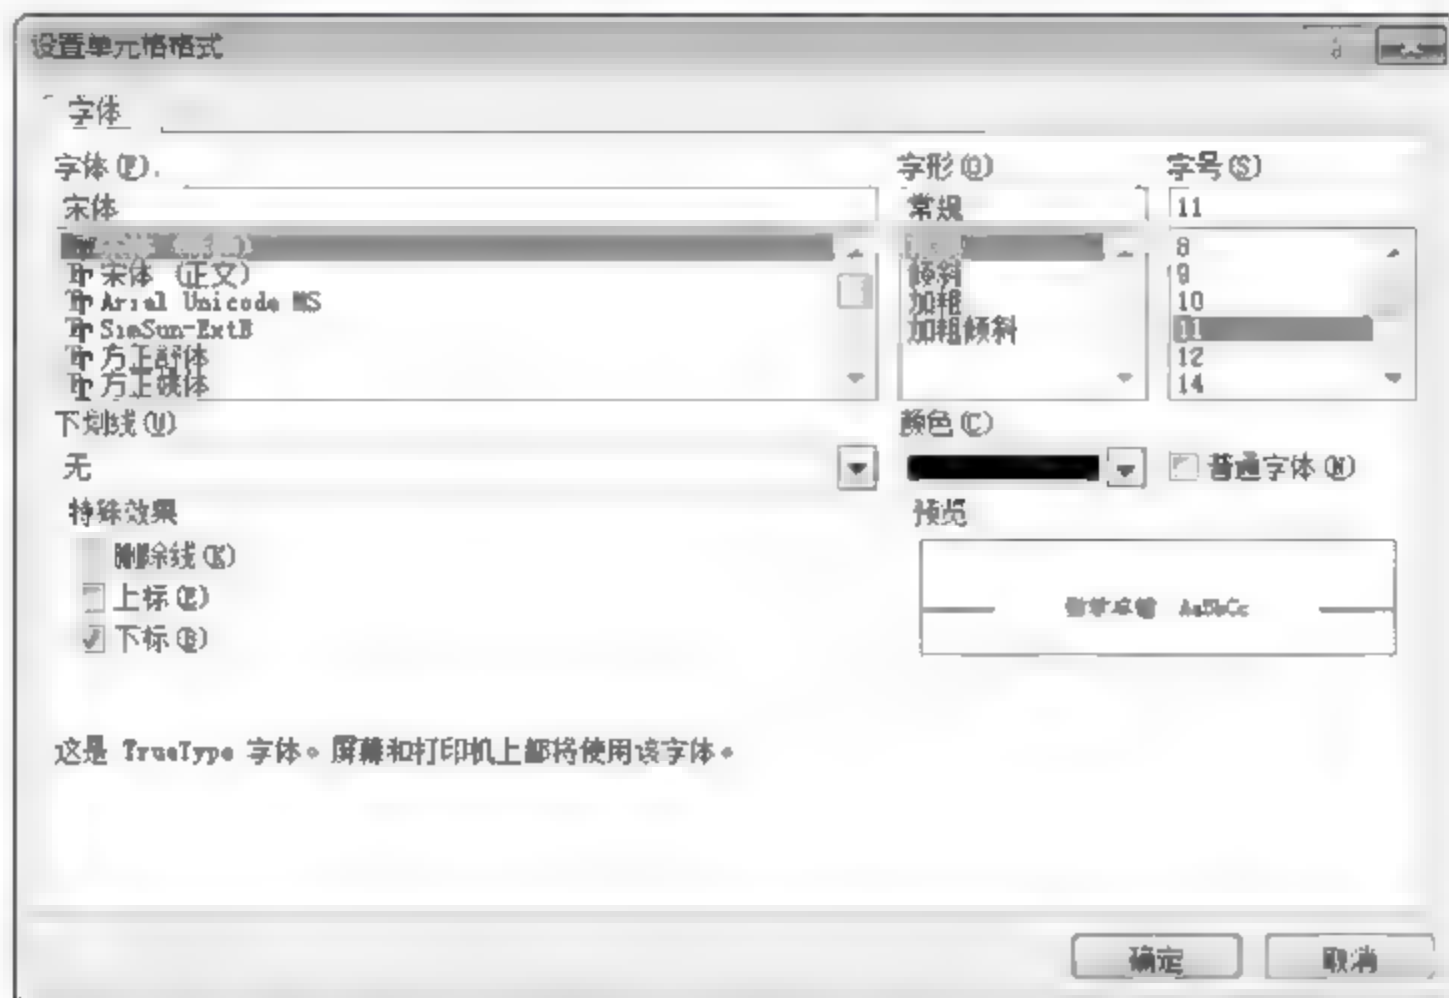 设置单元格格式
字体
字体(F)
字形(O)
字号(S)
宋体
常规
11
宋体 (正文)
Arial Unicode MS
SimSun-ExtB
方正舒体
方正姚体
倾斜
加粗
加粗倾斜
8
9
10
11
12
14
下划线(U)
颜色(C)
无
普通字体(N)
特殊效果
预览
删除线(K)
上标(E)
下标(B)
AaBbCc
这是 TrueType 字体。屏幕和打印机上都将使用该字体。
确定
取消